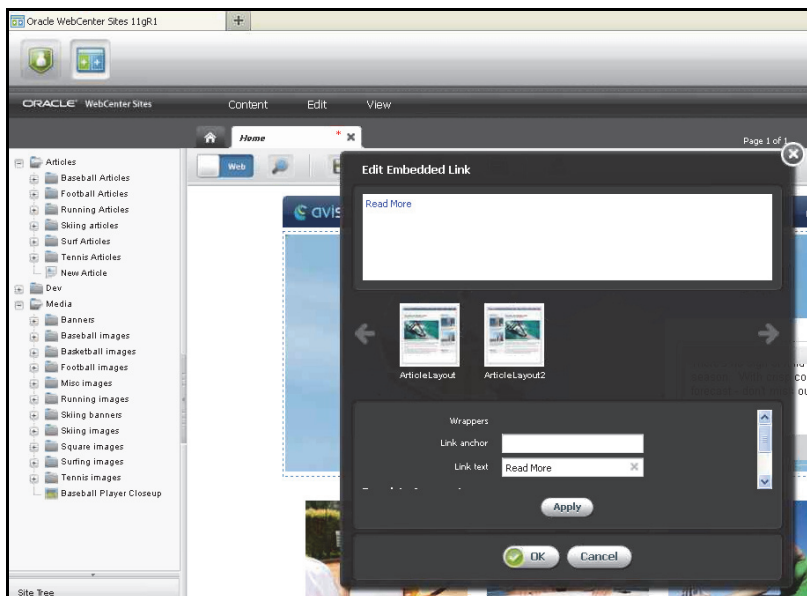 Oracle WebCenter Sites 11gR1
+
ORACLE WebCenter Sites
Content Edit View
Home *
Page 1 of 1
Articles
Baseball Articles
Football Articles
Running Articles
Skiing articles
Surf Articles
Tennis Articles
New Article
Dev
Media
Banners
Baseball images
Basketball images
Football images
Misc images
Running images
Skiing banners
Skiing images
Square images
Surfing images
Tennis images
Baseball Player Closeup
Site Tree
Web
avis
Edit Embedded Link
Read More
ArticleLayout ArticleLayout2
Wrappers
Link anchor
Link text Read More
Apply
OK Cancel